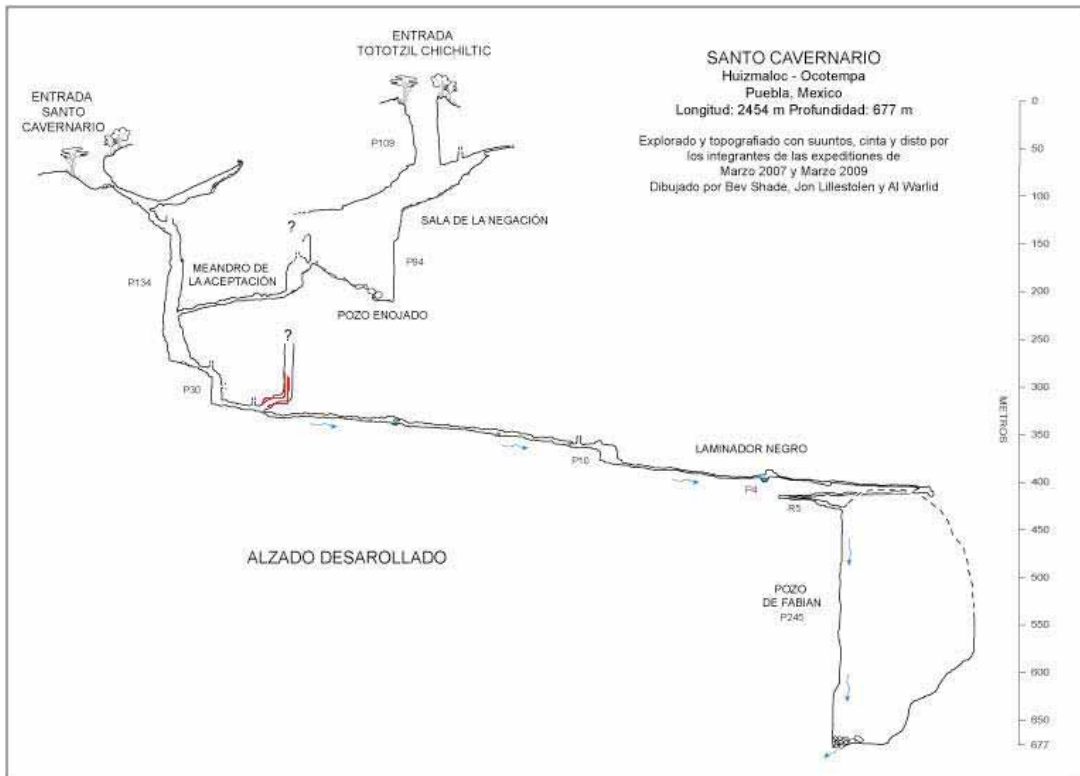 SANTO CAVERNARIO
Huizmaloc - Ocotempa
Puebla, Mexico
Longitud: 2454 m Profundidad: 677 m
Explorado y topografiado con suuntos, cinta y disto por
los integrantes de las expeditiones de
Marzo 2007 y Marzo 2009
Dibujado por Bev Shade, Jon Lillestolen y Al Warlid
ENTRADA
TOTOTZIL CHICHILTIC
ENTRADA
SANTO
CAVERNARIO
P109
SALA DE LA NEGACIÓN
?
P94
MEANDRO DE
LA ACEPTACIÓN
P134
POZO ENOJADO
?
P30
P10
LAMINADOR NEGRO
P4
R5
ALZADO DESAROLLADO
POZO
DE FABIAN
P245
0
50
100
150
200
250
300
350
400
450
500
550
600
650
677
METROS